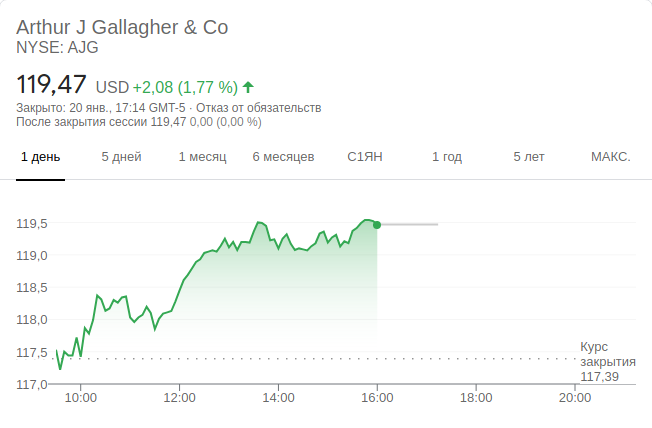 Arthur J Gallagher & Co
NYSE: AJG
119,47 USD +2,08 (1,77 %)
Закрыто: 20 янв., 17:14 GMT-5 · Отказ от обязательств
После закрытия сессии 119,47 0,00 (0,00 %)
1 день 5 дней 1 месяц 6 месяцев С1ЯН 1 год 5 лет МАКС.
119,5
119,0
118,5
118,0
117,5
117,0
Курс
закрытия
117,39
10:00 12:00 14:00 16:00 18:00 20:00